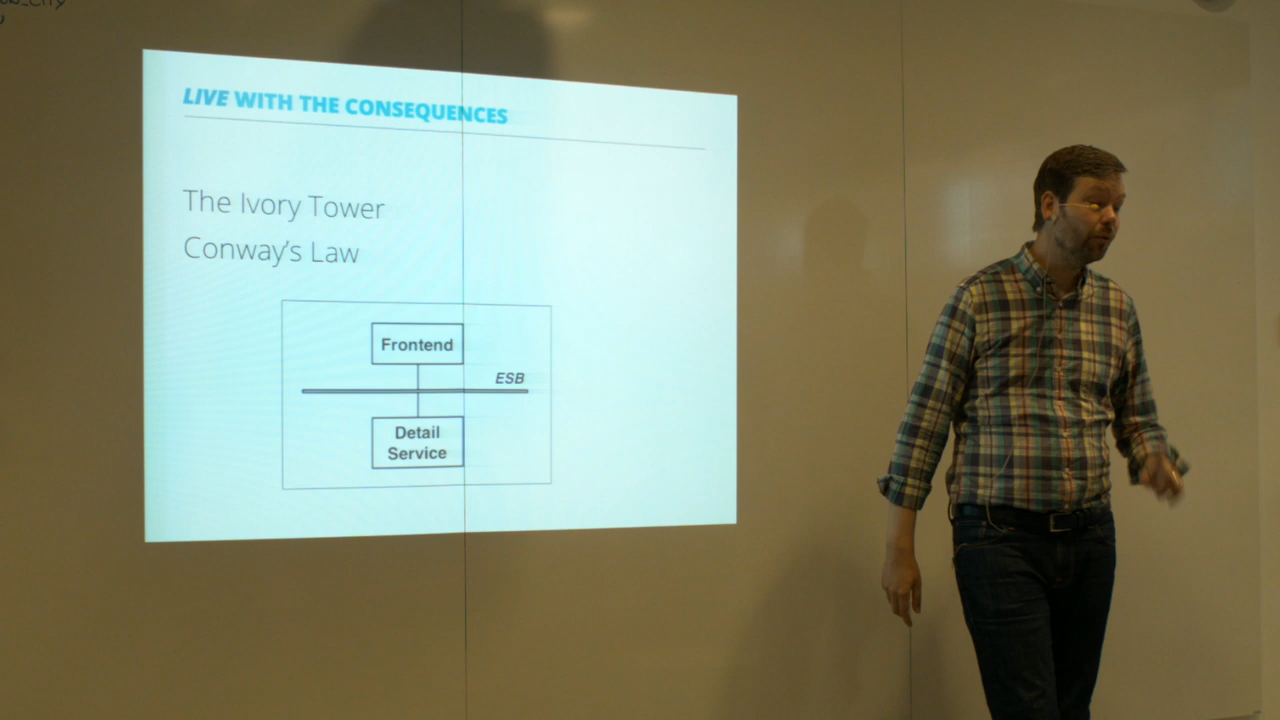 LIVE WITH THE CONSEQUENCES
The Ivory Tower
Conway's Law
Frontend
ESB
Detail
Service